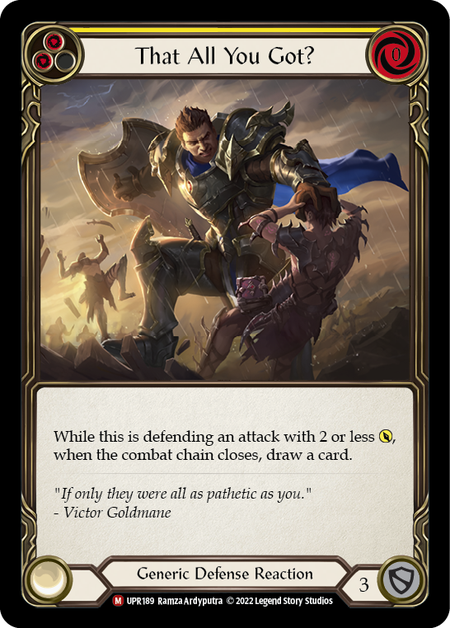 That All You Got?
0
While this is defending an attack with 2 or less ,
when the combat chain closes, draw a card.
"If only they were all as pathetic as you."
- Victor Goldmane
Generic Defense Reaction
3
M UPR189 Ramza Ardyputra © 2022 Legend Story Studios